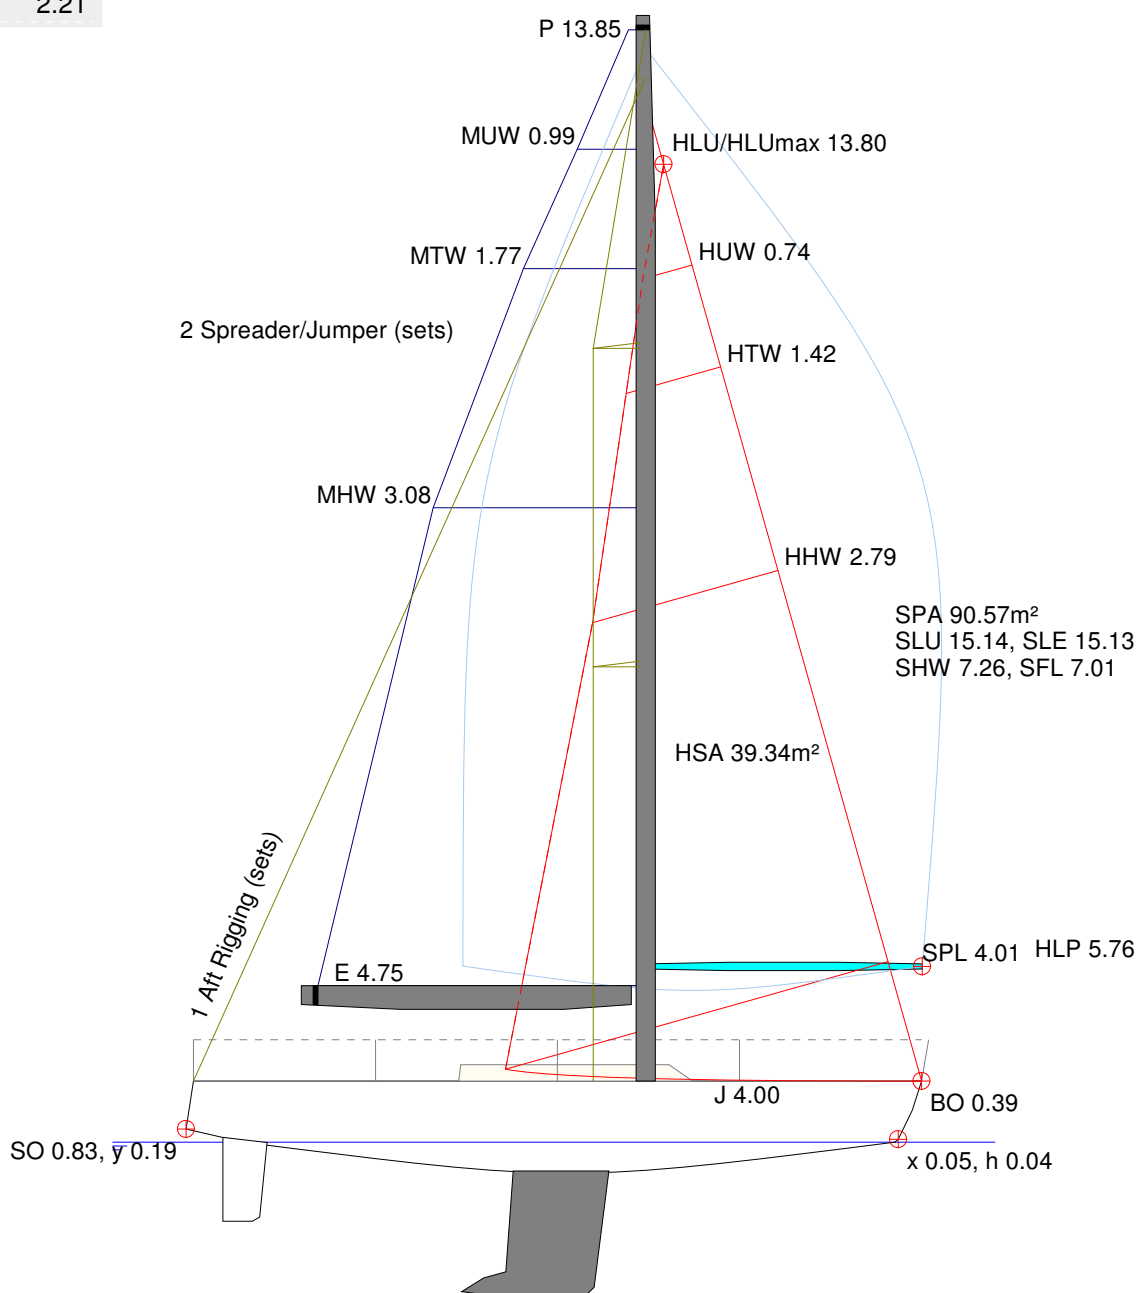 2.21
P 13.85
MUW 0.99
HLU/HLUmax 13.80
MTW 1.77
HUW 0.74
2 Spreader/Jumper (sets)
HTW 1.42
MHW 3.08
HHW 2.79
SPA 90.57m²
SLU 15.14, SLE 15.13
SHW 7.26, SFL 7.01
HSA 39.34m²
1 Aft Rigging (sets)
SPL 4.01
HLP 5.76
E 4.75
J 4.00
BO 0.39
SO 0.83, y 0.19
x 0.05, h 0.04